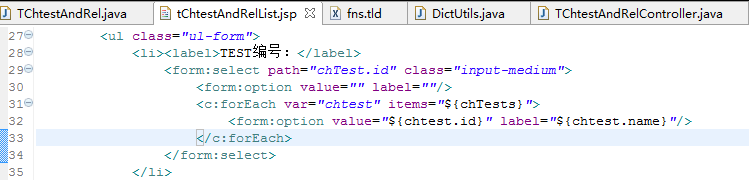 TChtestAndRel.java tChtestAndRelList.jsp fns.tld DictUtils.java TChtestAndRelController.java
27 <ul class="ul-form">
28 <li><label>TEST编号：</label>
29 <form:select path="chTest.id" class="input-medium">
30 <form:option value="" label=""/>
31 <c:forEach var="chtest" items="${chTests}">
32 <form:option value="${chtest.id}" label="${chtest.name}"/>
33 </c:forEach>
34 </form:select>
35 </li>